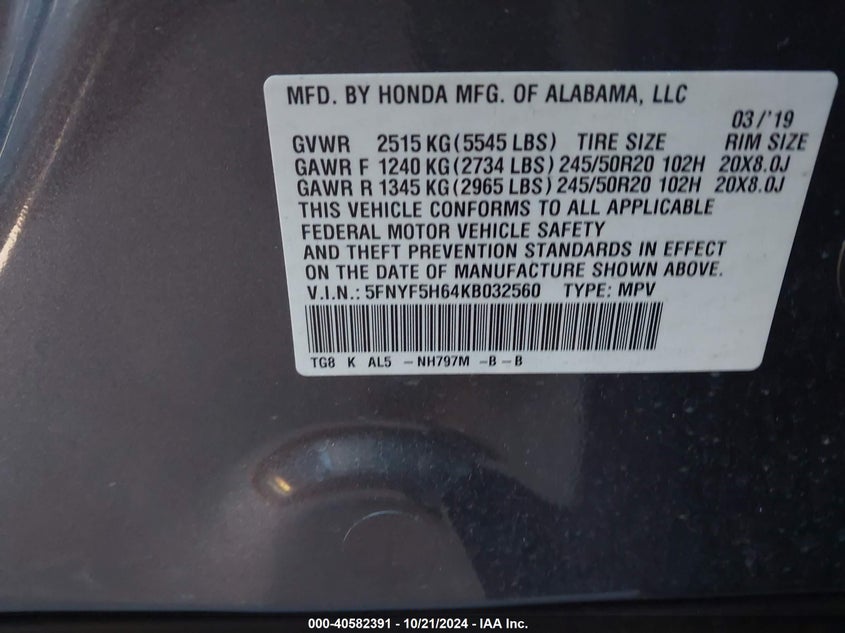 MFD. BY HONDA MFG. OF ALABAMA, LLC
03/'19
GVWR 2515 KG (5545 LBS) TIRE SIZE RIM SIZE
GAWR F 1240 KG (2734 LBS) 245/50R20 102H 20X8.0J
GAWR R 1345 KG (2965 LBS) 245/50R20 102H 20X8.0J
THIS VEHICLE CONFORMS TO ALL APPLICABLE
FEDERAL MOTOR VEHICLE SAFETY
AND THEFT PREVENTION STANDARDS IN EFFECT
ON THE DATE OF MANUFACTURE SHOWN ABOVE.
V.I.N.: 5FNYF5H64KB032560 TYPE: MPV
TG8 K AL5 -NH797M -B-B
000-40582391 - 10/21/2024 - IAA Inc.